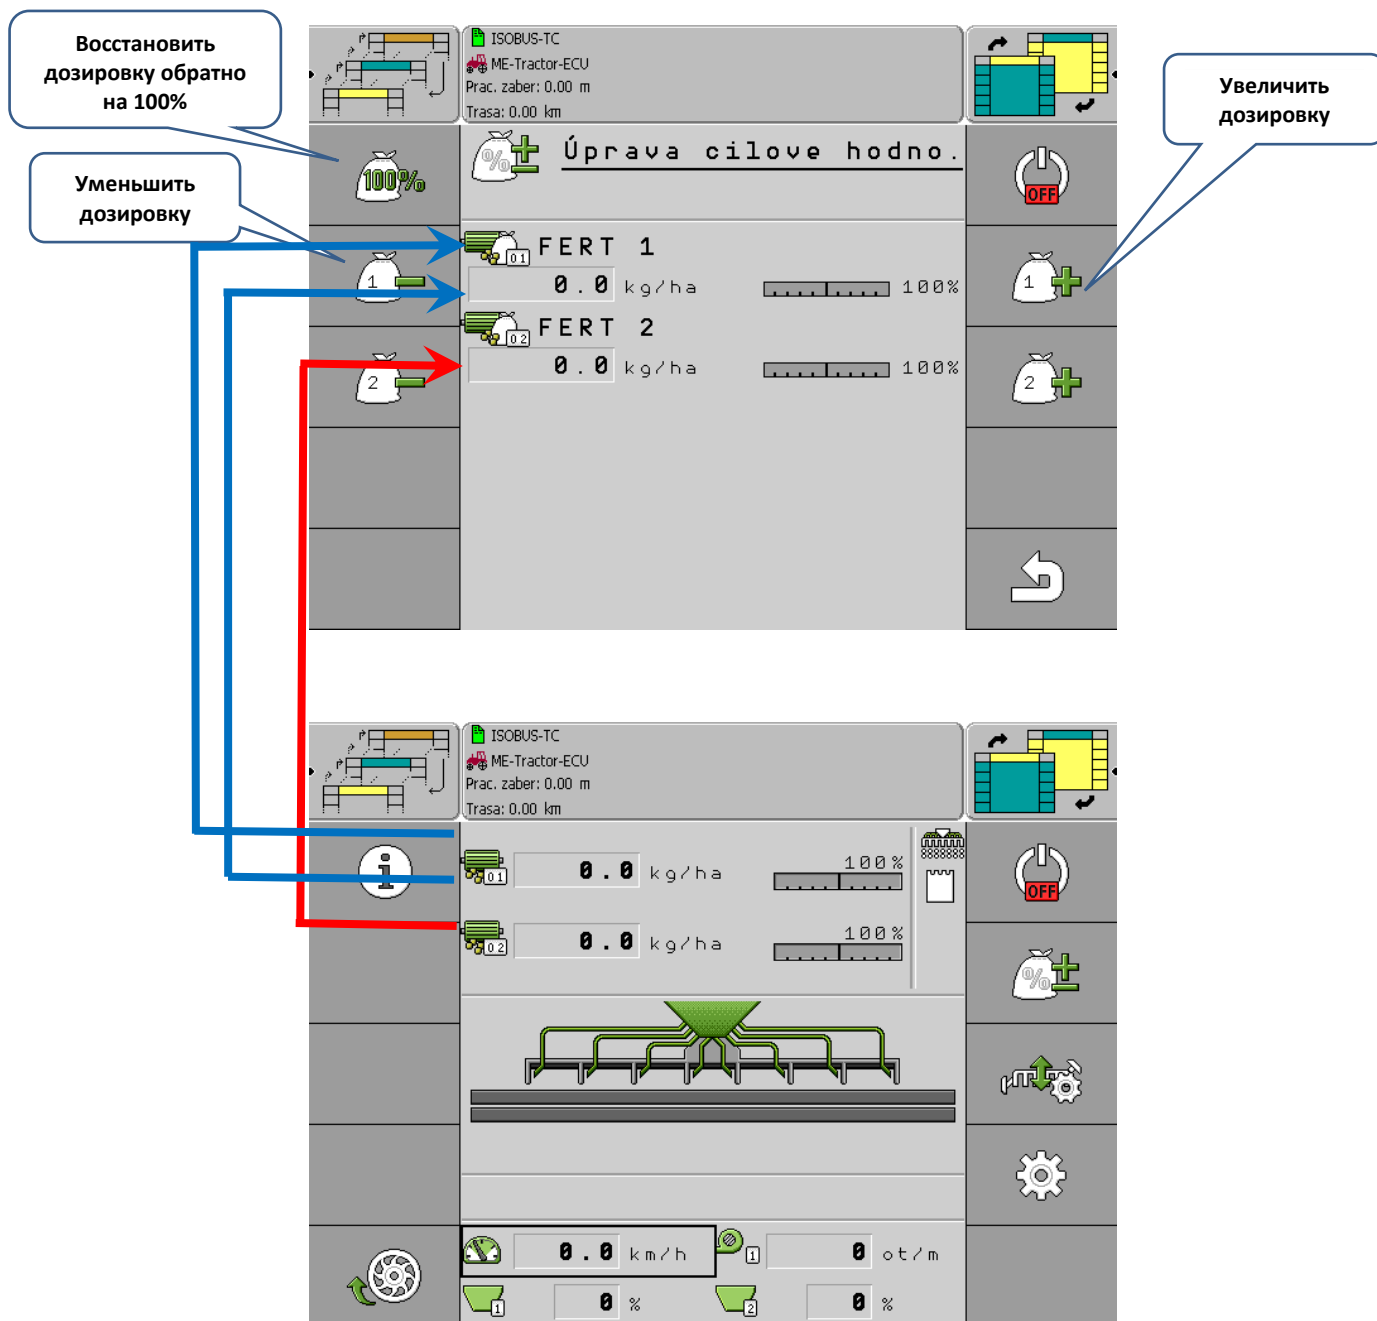 Восстановить
дозировку обратно
на 100%
Уменьшить
дозировку
Увеличить
дозировку
ISOBUS-TC
ME-Tractor-ECU
Prac. zaber: 0.00 m
Trasa: 0.00 km
100%
%
Úprava cilove hodno.
OFF
01
FERT 1
1
0.0 kg/ha
100%
1
02
FERT 2
2
0.0 kg/ha
100%
2
ISOBUS-TC
ME-Tractor-ECU
Prac. zaber: 0.00 m
Trasa: 0.00 km
i
01
0.0 kg/ha
100%
OFF
02
0.0 kg/ha
100%
%
0.0 km/h
1
0 ot/m
1
0 %
2
0 %